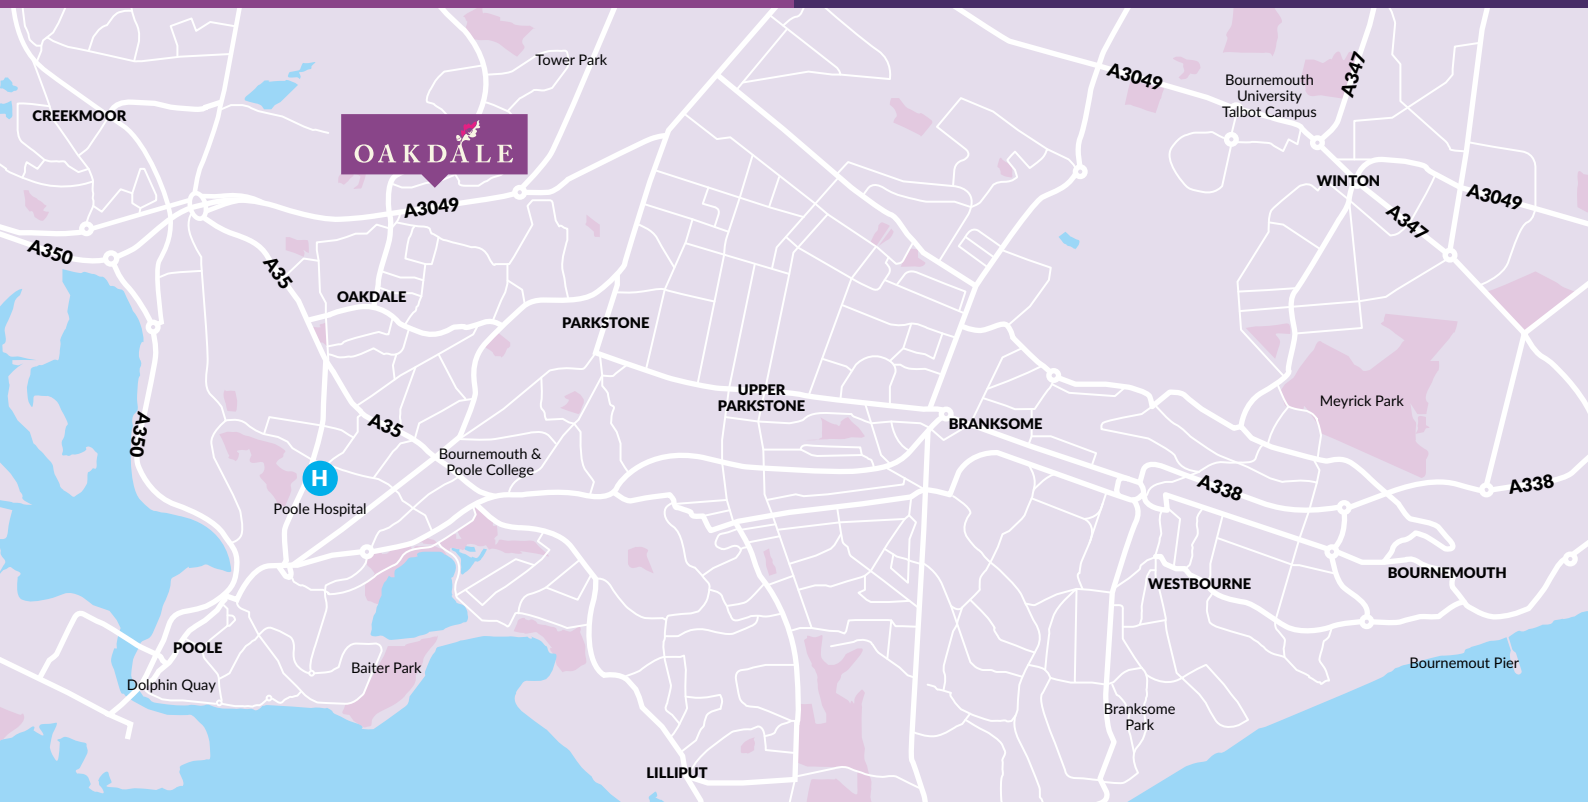 Tower Park
A3049
A347
Bournemouth
University
Talbot Campus
CREEKMOOR
OAKDALE
WINTON
A3049
A3049
A347
A350
A35
OAKDALE
PARKSTONE
UPPER
PARKSTONE
Meyrick Park
BRANKSOME
A350
A35
Bournemouth &
Poole College
H
Poole Hospital
A338
A338
BOURNEMOUTH
WESTBOURNE
POOLE
Baiter Park
Dolphin Quay
Bournemout Pier
Branksome
Park
LILLIPUT